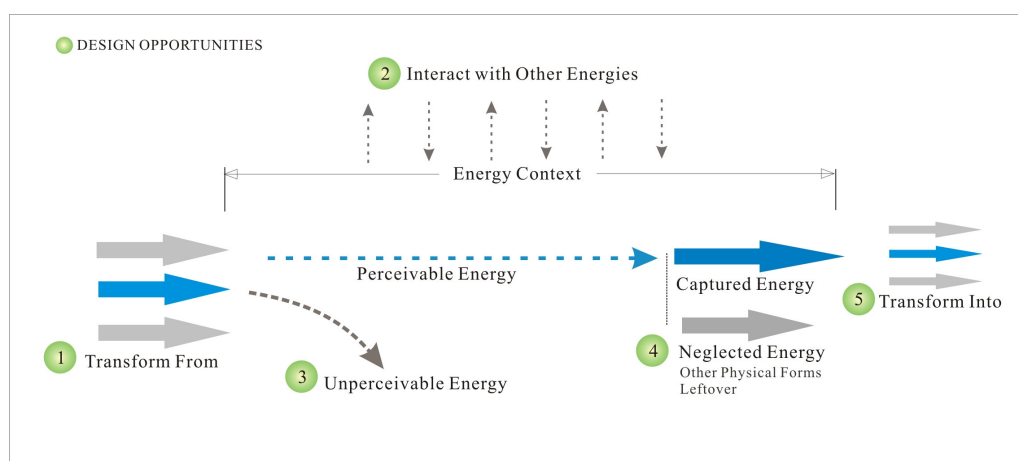 DESIGN OPPORTUNITIES
2 Interact with Other Energies
Energy Context
Perceivable Energy
Captured Energy
5 Transform Into
1 Transform From
3 Unperceivable Energy
4 Neglected Energy
Other Physical Forms
Leftover